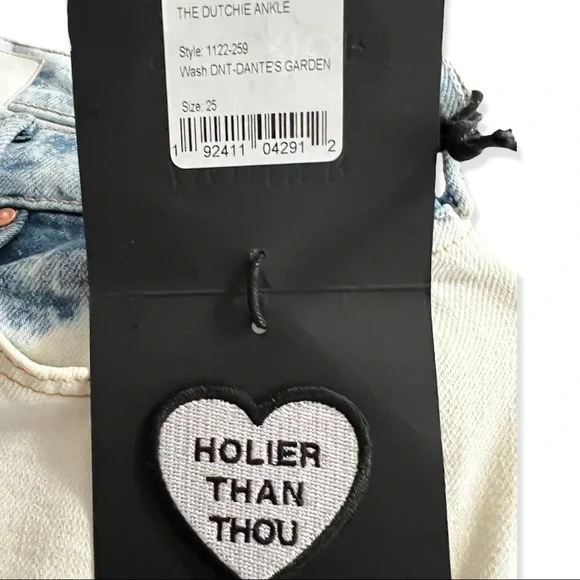 THE DUTCHIE ANKLE
Style: 1122-259
Wash DNT-DANTE'S GARDEN
Size: 25
1 92411 04291 2
HOLIER
THAN
THOU